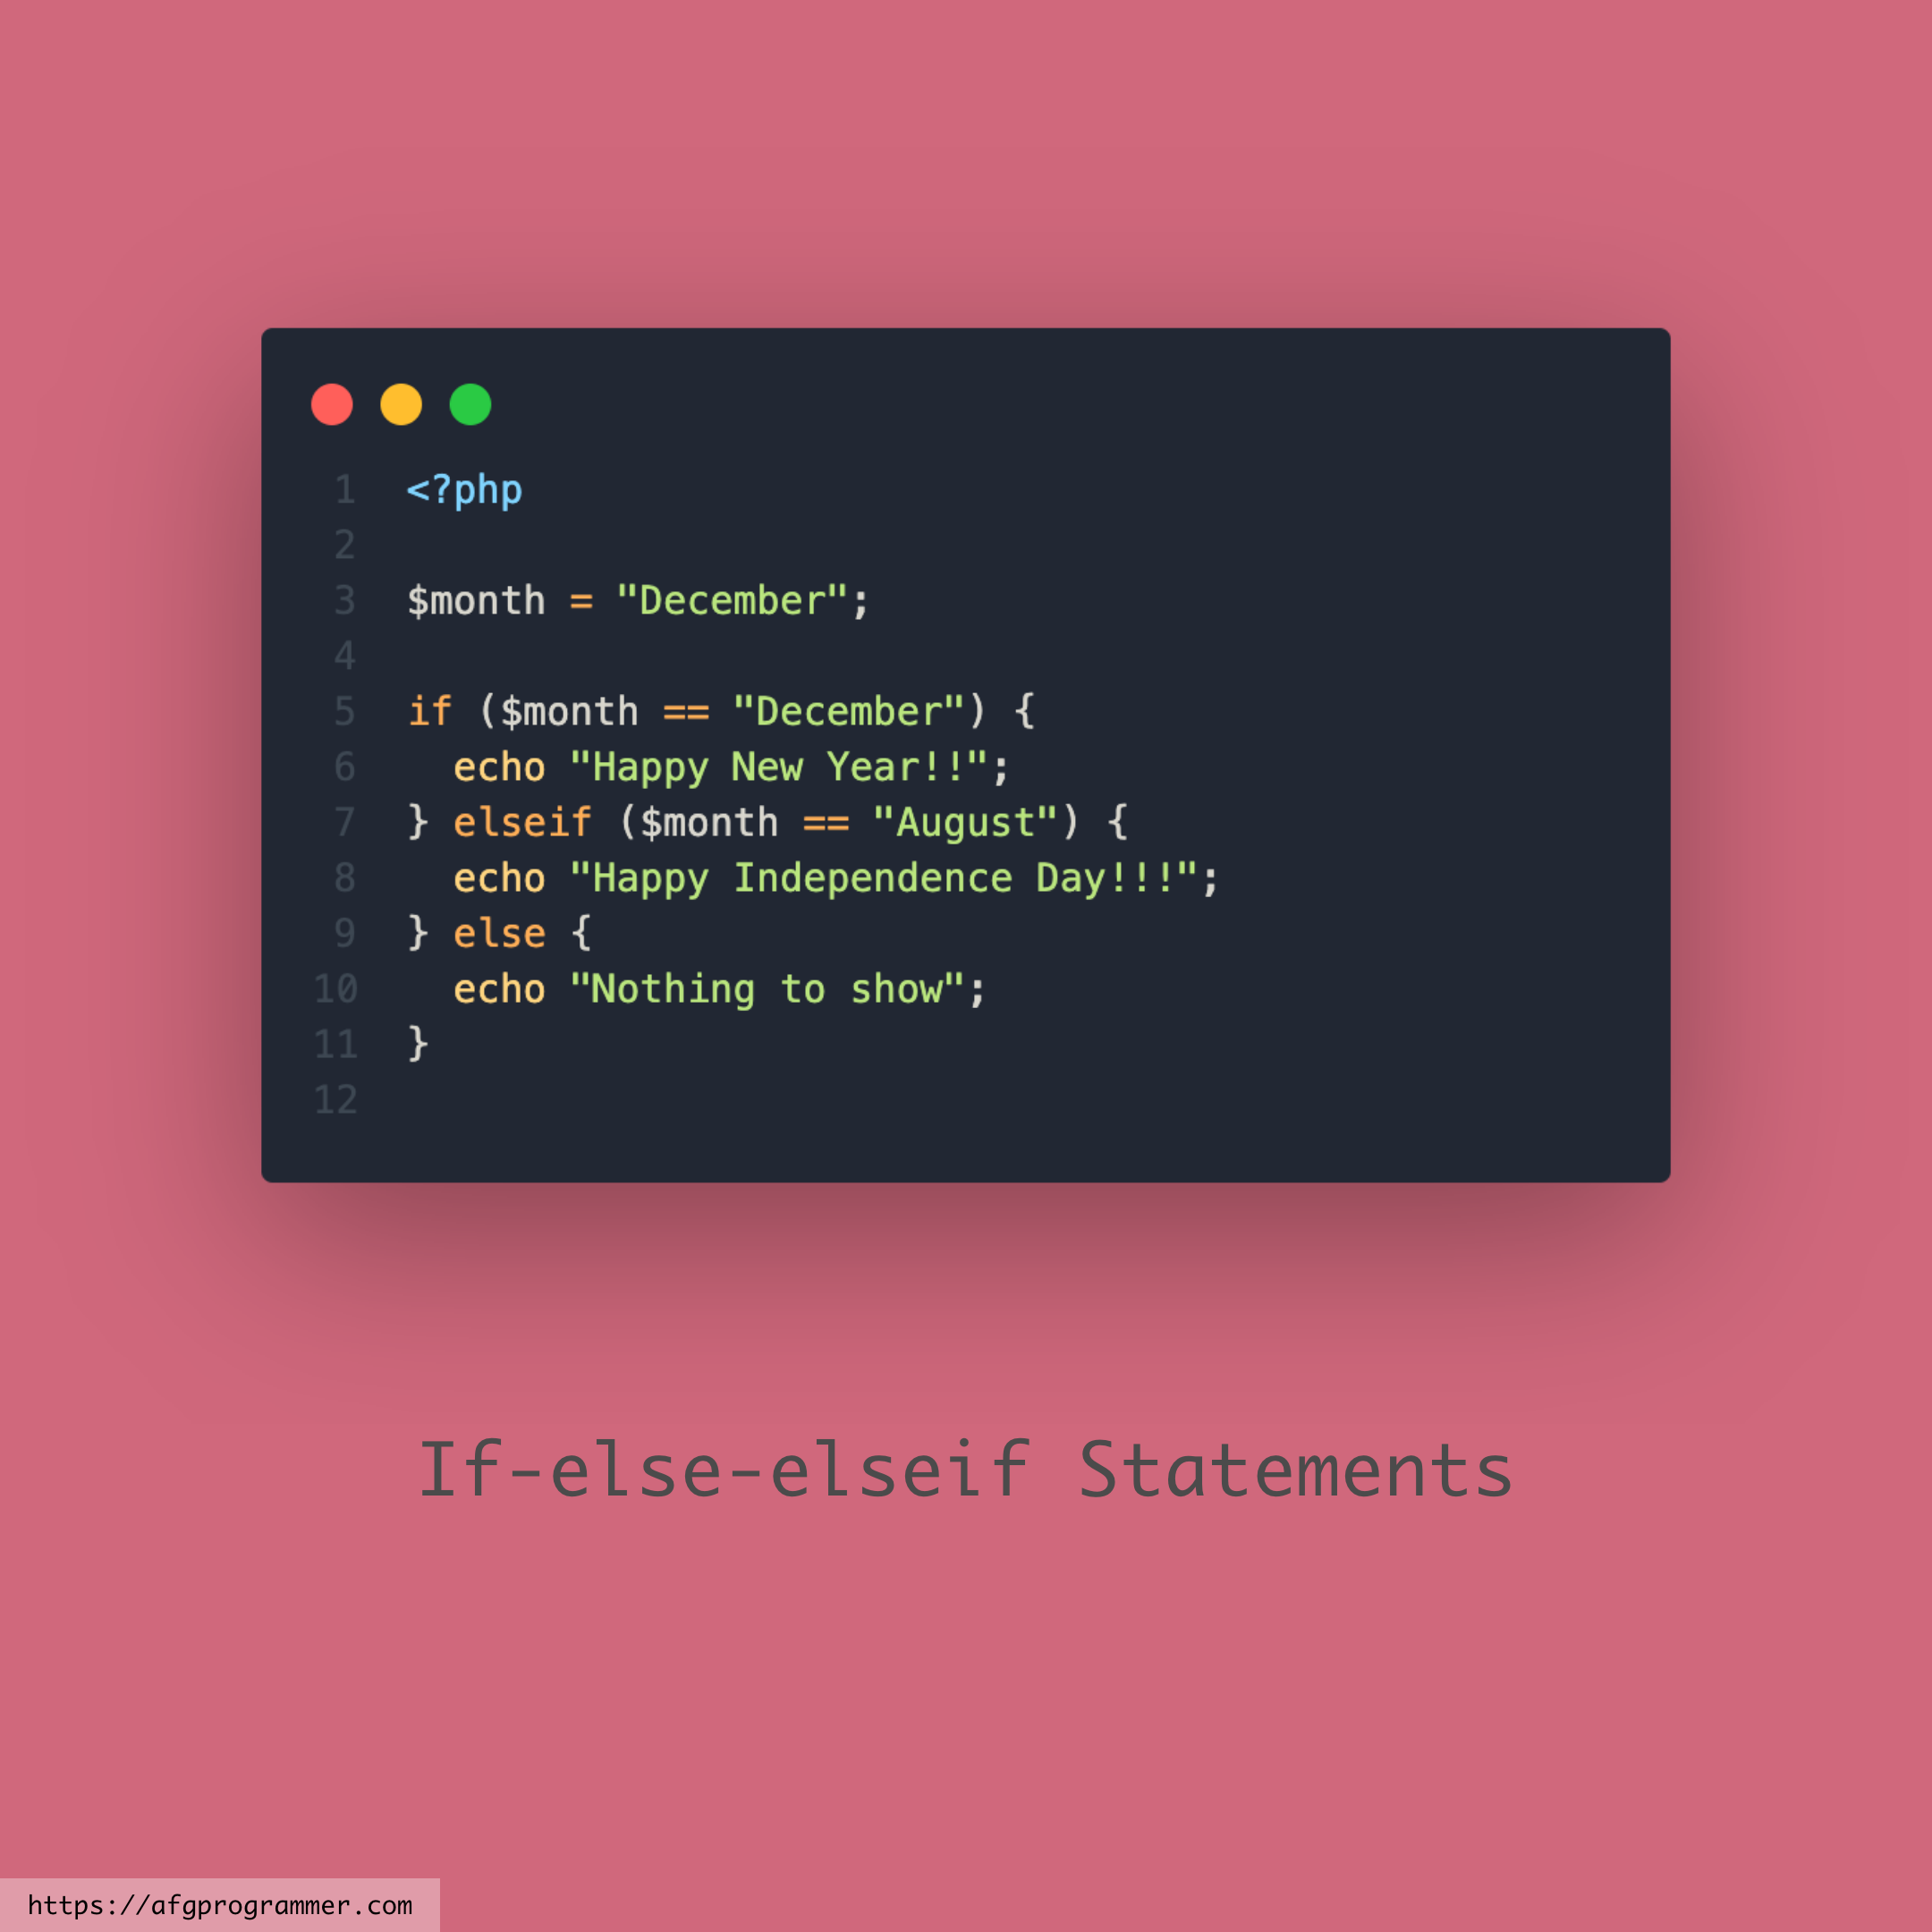 1 <?php
2
3 $month = "December";
4
5 if ($month == "December") {
6   echo "Happy New Year!!";
7 } elseif ($month == "August") {
8   echo "Happy Independence Day!!!";
9 } else {
10   echo "Nothing to show";
11 }
12
If-else-elseif Statements
https://afgprogrammer.com